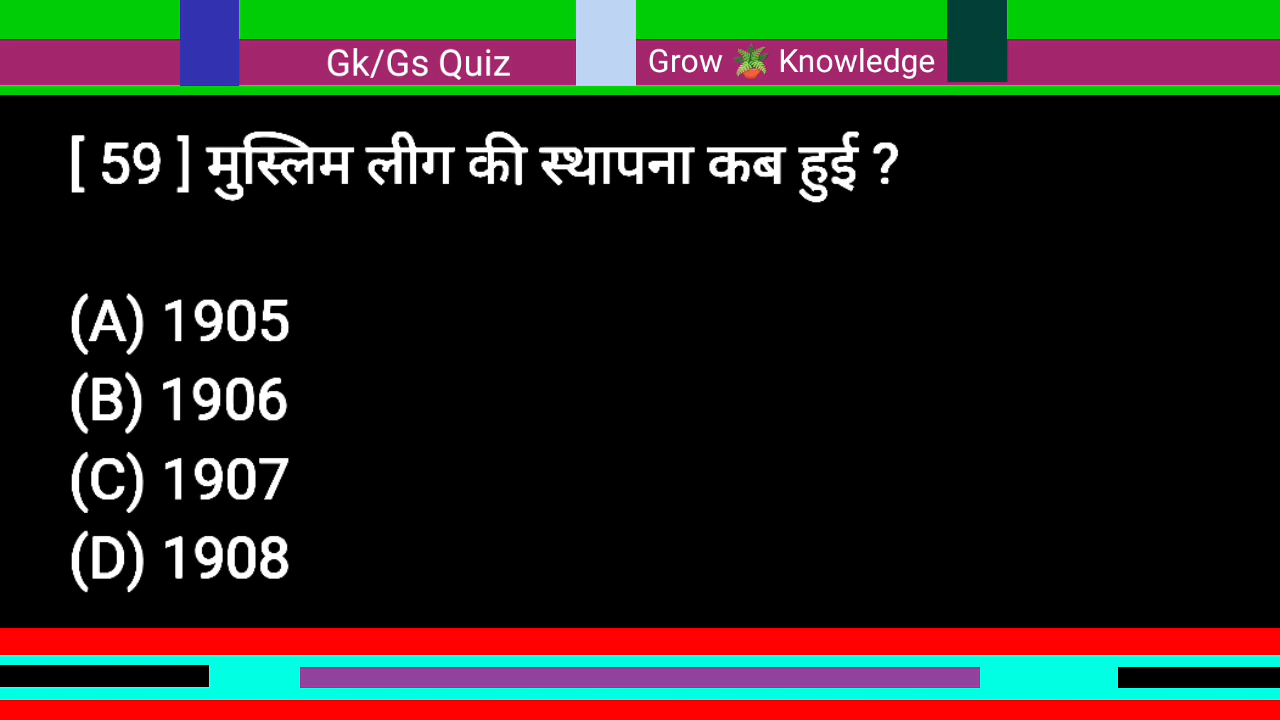 Gk/Gs Quiz
Grow 🪴 Knowledge
[ 59 ] मुस्लिम लीग की स्थापना कब हुई ?
(A) 1905
(B) 1906
(C) 1907
(D) 1908